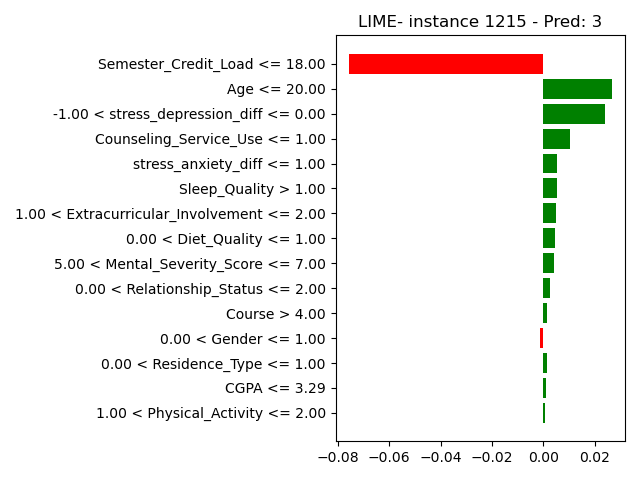 LIME- instance 1215 - Pred: 3
Semester_Credit_Load <= 18.00
Age <= 20.00
-1.00 < stress_depression_diff <= 0.00
Counseling_Service_Use <= 1.00
stress_anxiety_diff <= 1.00
Sleep_Quality > 1.00
1.00 < Extracurricular_Involvement <= 2.00
0.00 < Diet_Quality <= 1.00
5.00 < Mental_Severity_Score <= 7.00
0.00 < Relationship_Status <= 2.00
Course > 4.00
0.00 < Gender <= 1.00
0.00 < Residence_Type <= 1.00
CGPA <= 3.29
1.00 < Physical_Activity <= 2.00
−0.08 −0.06 −0.04 −0.02 0.00 0.02